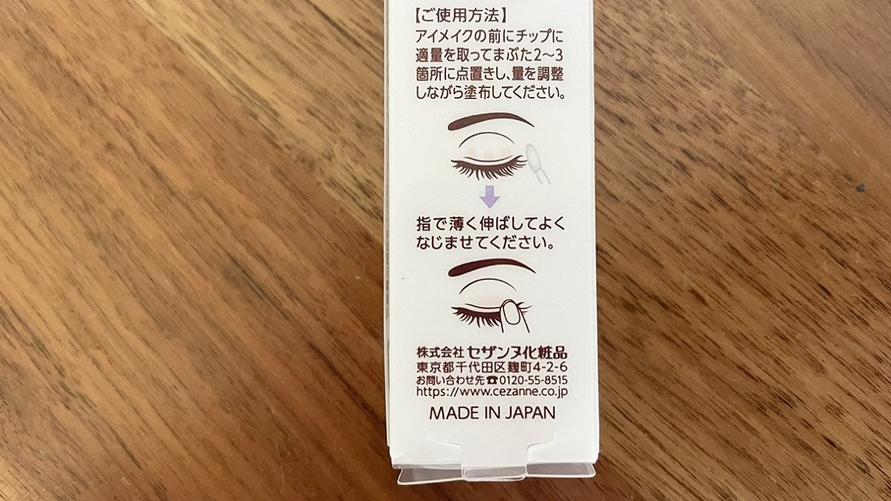 【ご使用方法】
アイメイクの前にチップに
適量を取ってまぶた2〜3
箇所に点置きし、量を調整
しながら塗布してください。
指で薄く伸ばしてよく
なじませてください。
株式会社 セザンヌ化粧品
東京都千代田区麹町4-2-6
お問い合わせ先☎0120-55-8515
https://www.cezanne.co.jp
MADE IN JAPAN